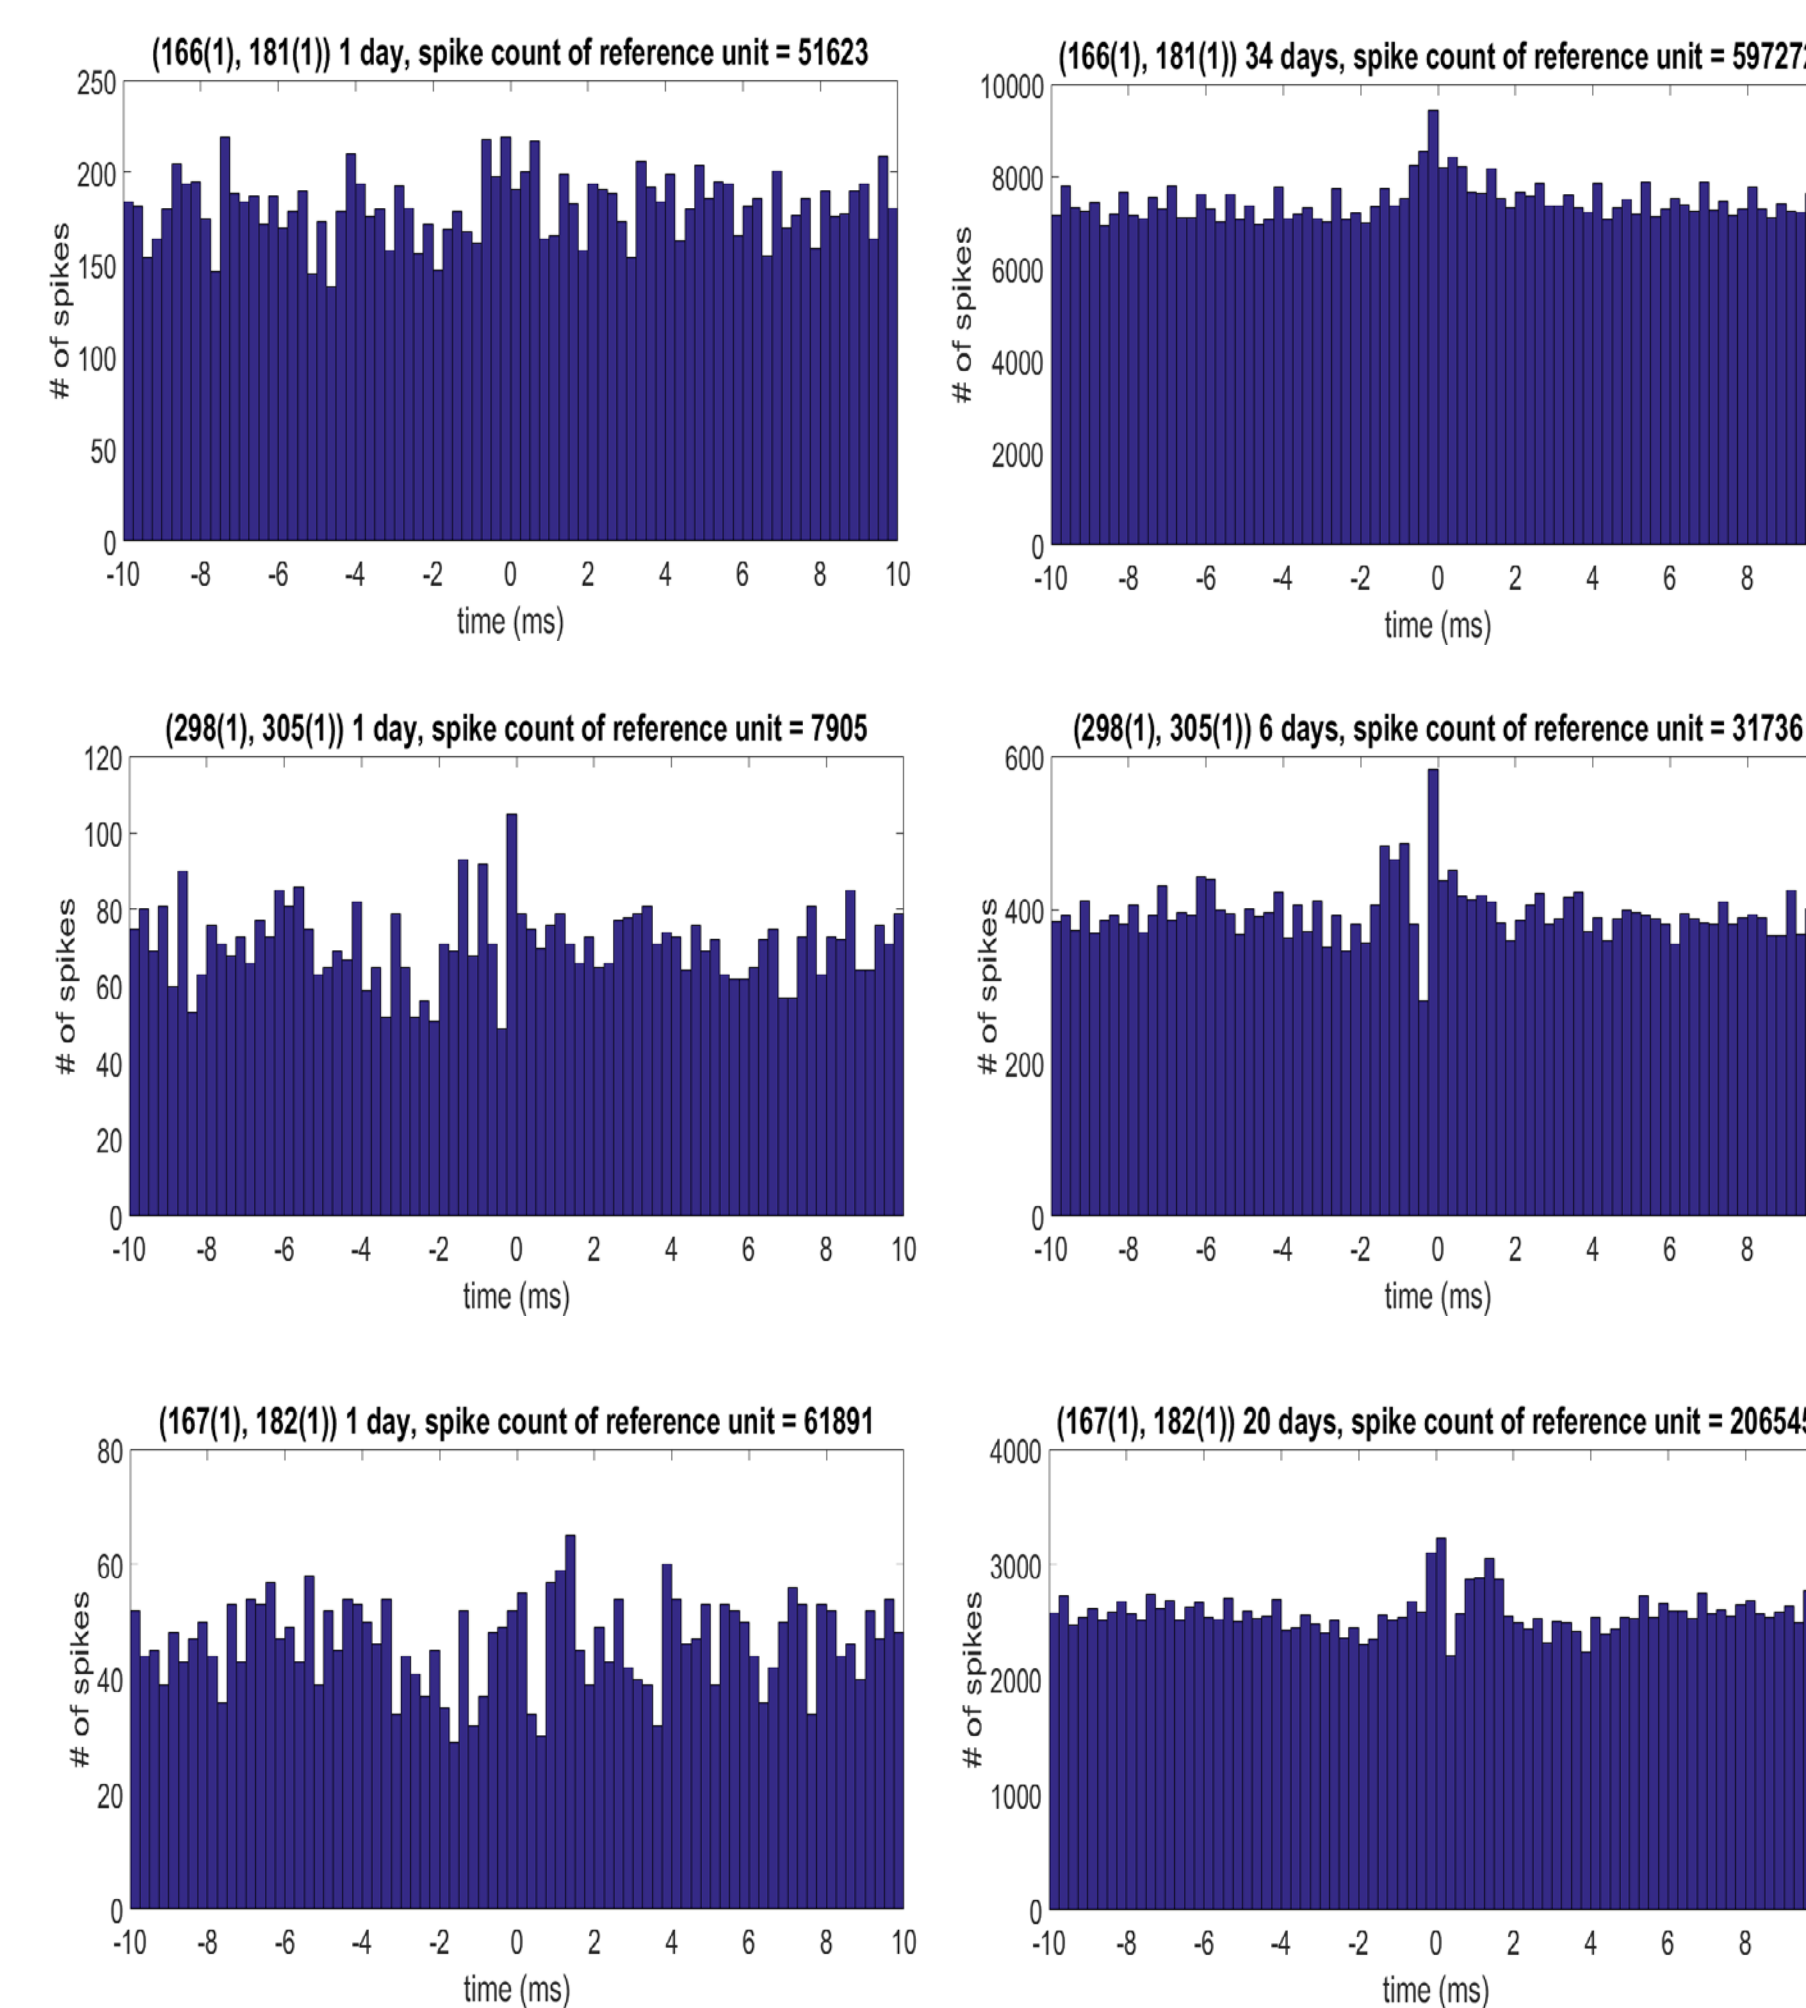 (166(1), 181(1)) 1 day, spike count of reference unit = 51623
250
200
150
100
50
0
# of spikes
-10 -8 -6 -4 -2 0 2 4 6 8 10
time (ms)
(166(1), 181(1)) 34 days, spike count of reference unit =
10000
8000
6000
4000
2000
0
# of spikes
-10 -8 -6 -4 -2 0 2 4 6 8
time (ms)
(298(1), 305(1)) 1 day, spike count of reference unit = 7905
120
100
80
60
40
20
0
# of spikes
-10 -8 -6 -4 -2 0 2 4 6 8 10
time (ms)
(298(1), 305(1)) 6 days, spike count of reference unit = 31736
600
400
200
0
# of spikes
-10 -8 -6 -4 -2 0 2 4 6 8
time (ms)
(167(1), 182(1)) 1 day, spike count of reference unit = 61891
80
60
40
20
0
# of spikes
-10 -8 -6 -4 -2 0 2 4 6 8 10
time (ms)
(167(1), 182(1)) 20 days, spike count of reference unit =
4000
3000
2000
1000
0
# of spikes
-10 -8 -6 -4 -2 0 2 4 6 8
time (ms)